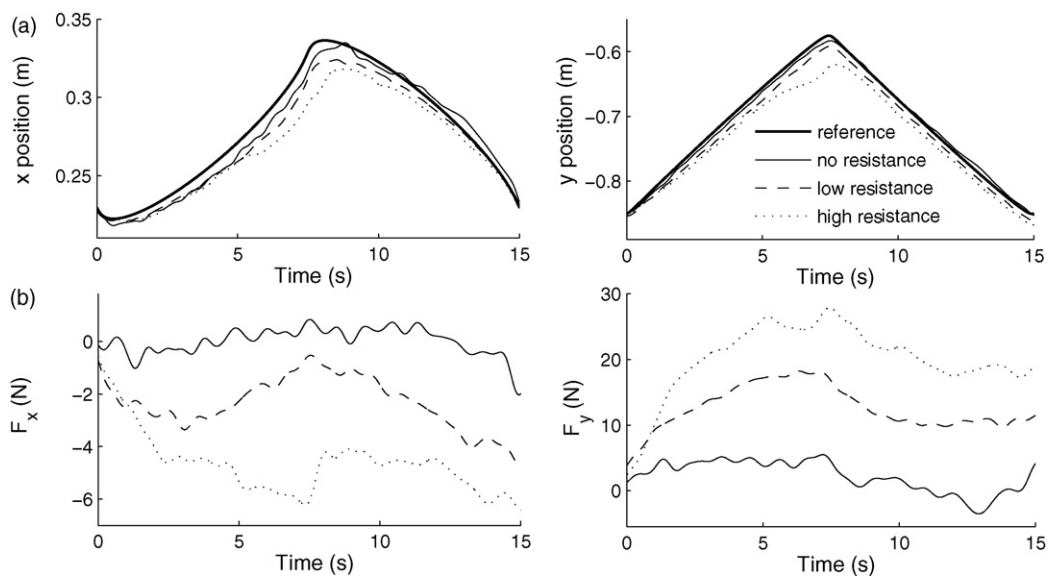 (a)
0.35
0.3
0.25
x position (m)
0
5
10
15
Time (s)
−0.6
−0.7
−0.8
y position (m)
reference
no resistance
low resistance
high resistance
0
5
10
15
Time (s)
(b)
0
−2
−4
−6
F_x (N)
0
5
10
15
Time (s)
30
20
10
0
F_y (N)
0
5
10
15
Time (s)